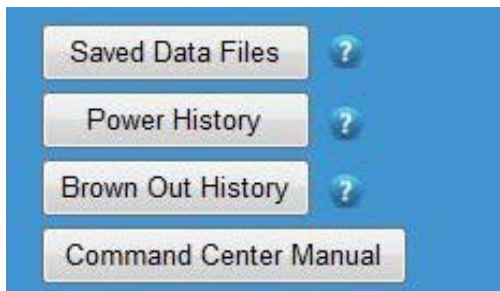 Saved Data Files ?
Power History ?
Brown Out History ?
Command Center Manual